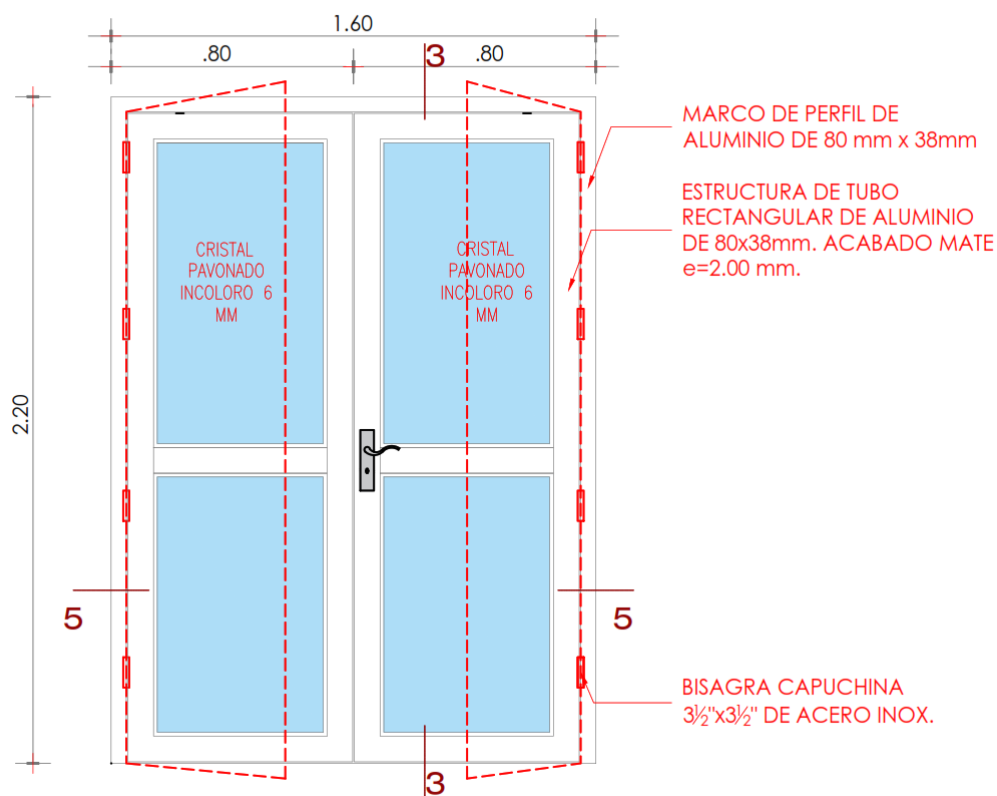 1.60
.80
.80
3
MARCO DE PERFIL DE
ALUMINIO DE 80 mm x 38mm
ESTRUCTURA DE TUBO
RECTANGULAR DE ALUMINIO
DE 80x38mm. ACABADO MATE
e=2.00 mm.
CRISTAL
PAVONADO
INCOLORO 6
MM
CRISTAL
PAVONADO
INCOLORO 6
MM
2.20
5
5
BISAGRA CAPUCHINA
3½"x3½" DE ACERO INOX.
3